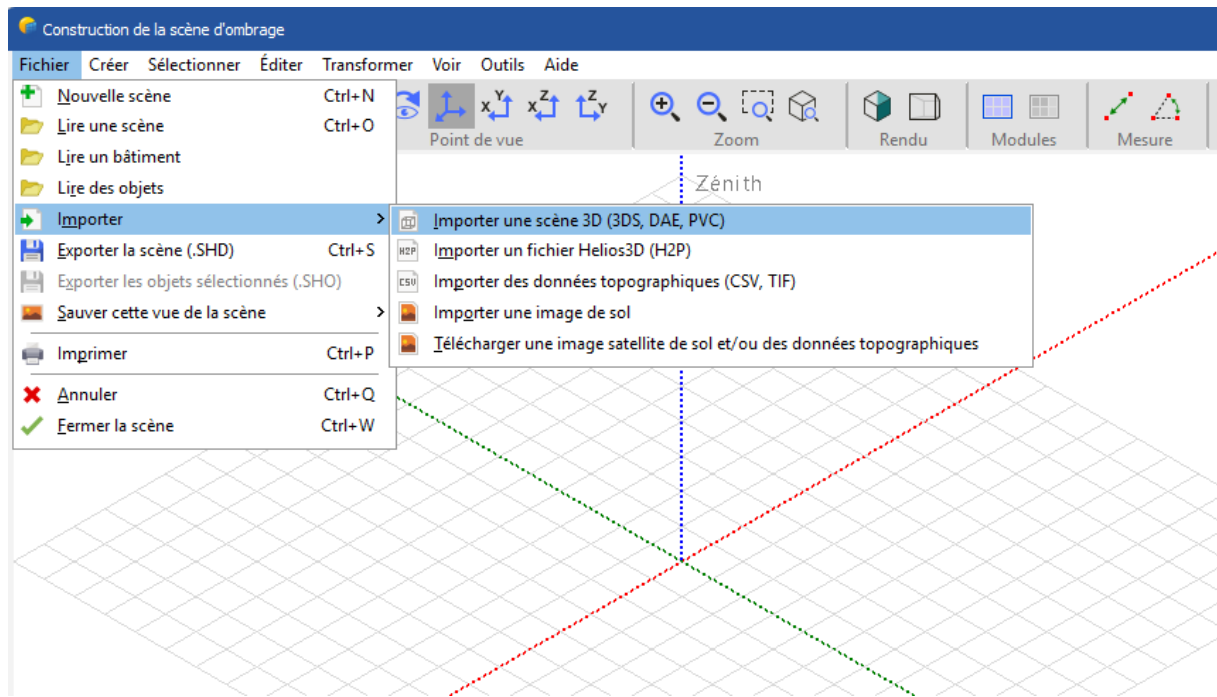 Construction de la scène d'ombrage
Fichier Créer Sélectionner Éditer Transformer Voir Outils Aide
Nouvelle scène Ctrl+N
Lire une scène Ctrl+O
Lire un bâtiment
Lire des objets
Importer
Exporter la scène (.SHD) Ctrl+S
Exporter les objets sélectionnés (.SHO)
Sauver cette vue de la scène
Imprimer Ctrl+P
Annuler Ctrl+Q
Fermer la scène Ctrl+W
X Y X Z Z Y
Point de vue Zoom Rendu Modules Mesure
Zénith
Importer une scène 3D (3DS, DAE, PVC)
H2P Importer un fichier Helios3D (H2P)
CSV Importer des données topographiques (CSV, TIF)
Importer une image de sol
Télécharger une image satellite de sol et/ou des données topographiques